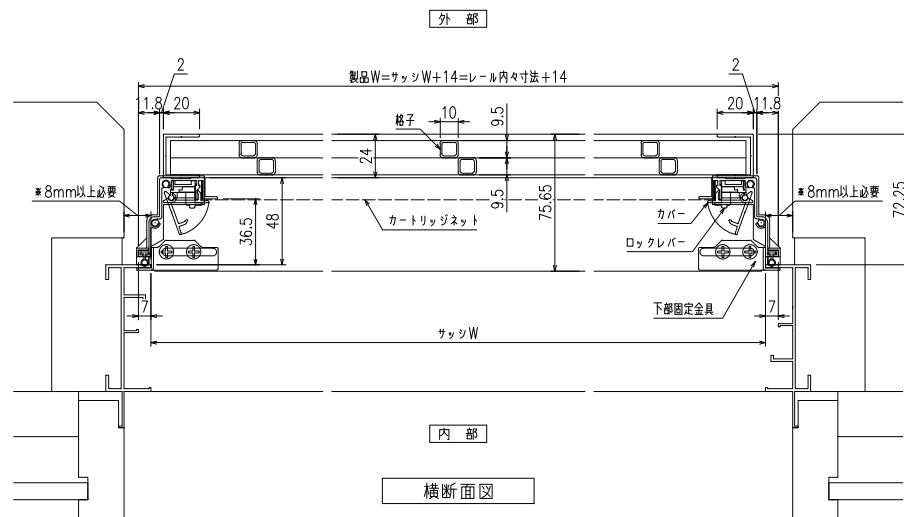 外 部
製品W=サッシW+14=レール内々寸法+14
2
2
11.8
20
20
11.8
格子
10
9.5
24
※8mm以上必要
※8mm以上必要
9.5
75.65
72.25
カートリッジネット
カバー
36.5
48
ロックレバー
下部固定金具
7
7
サッシW
内 部
横断面図